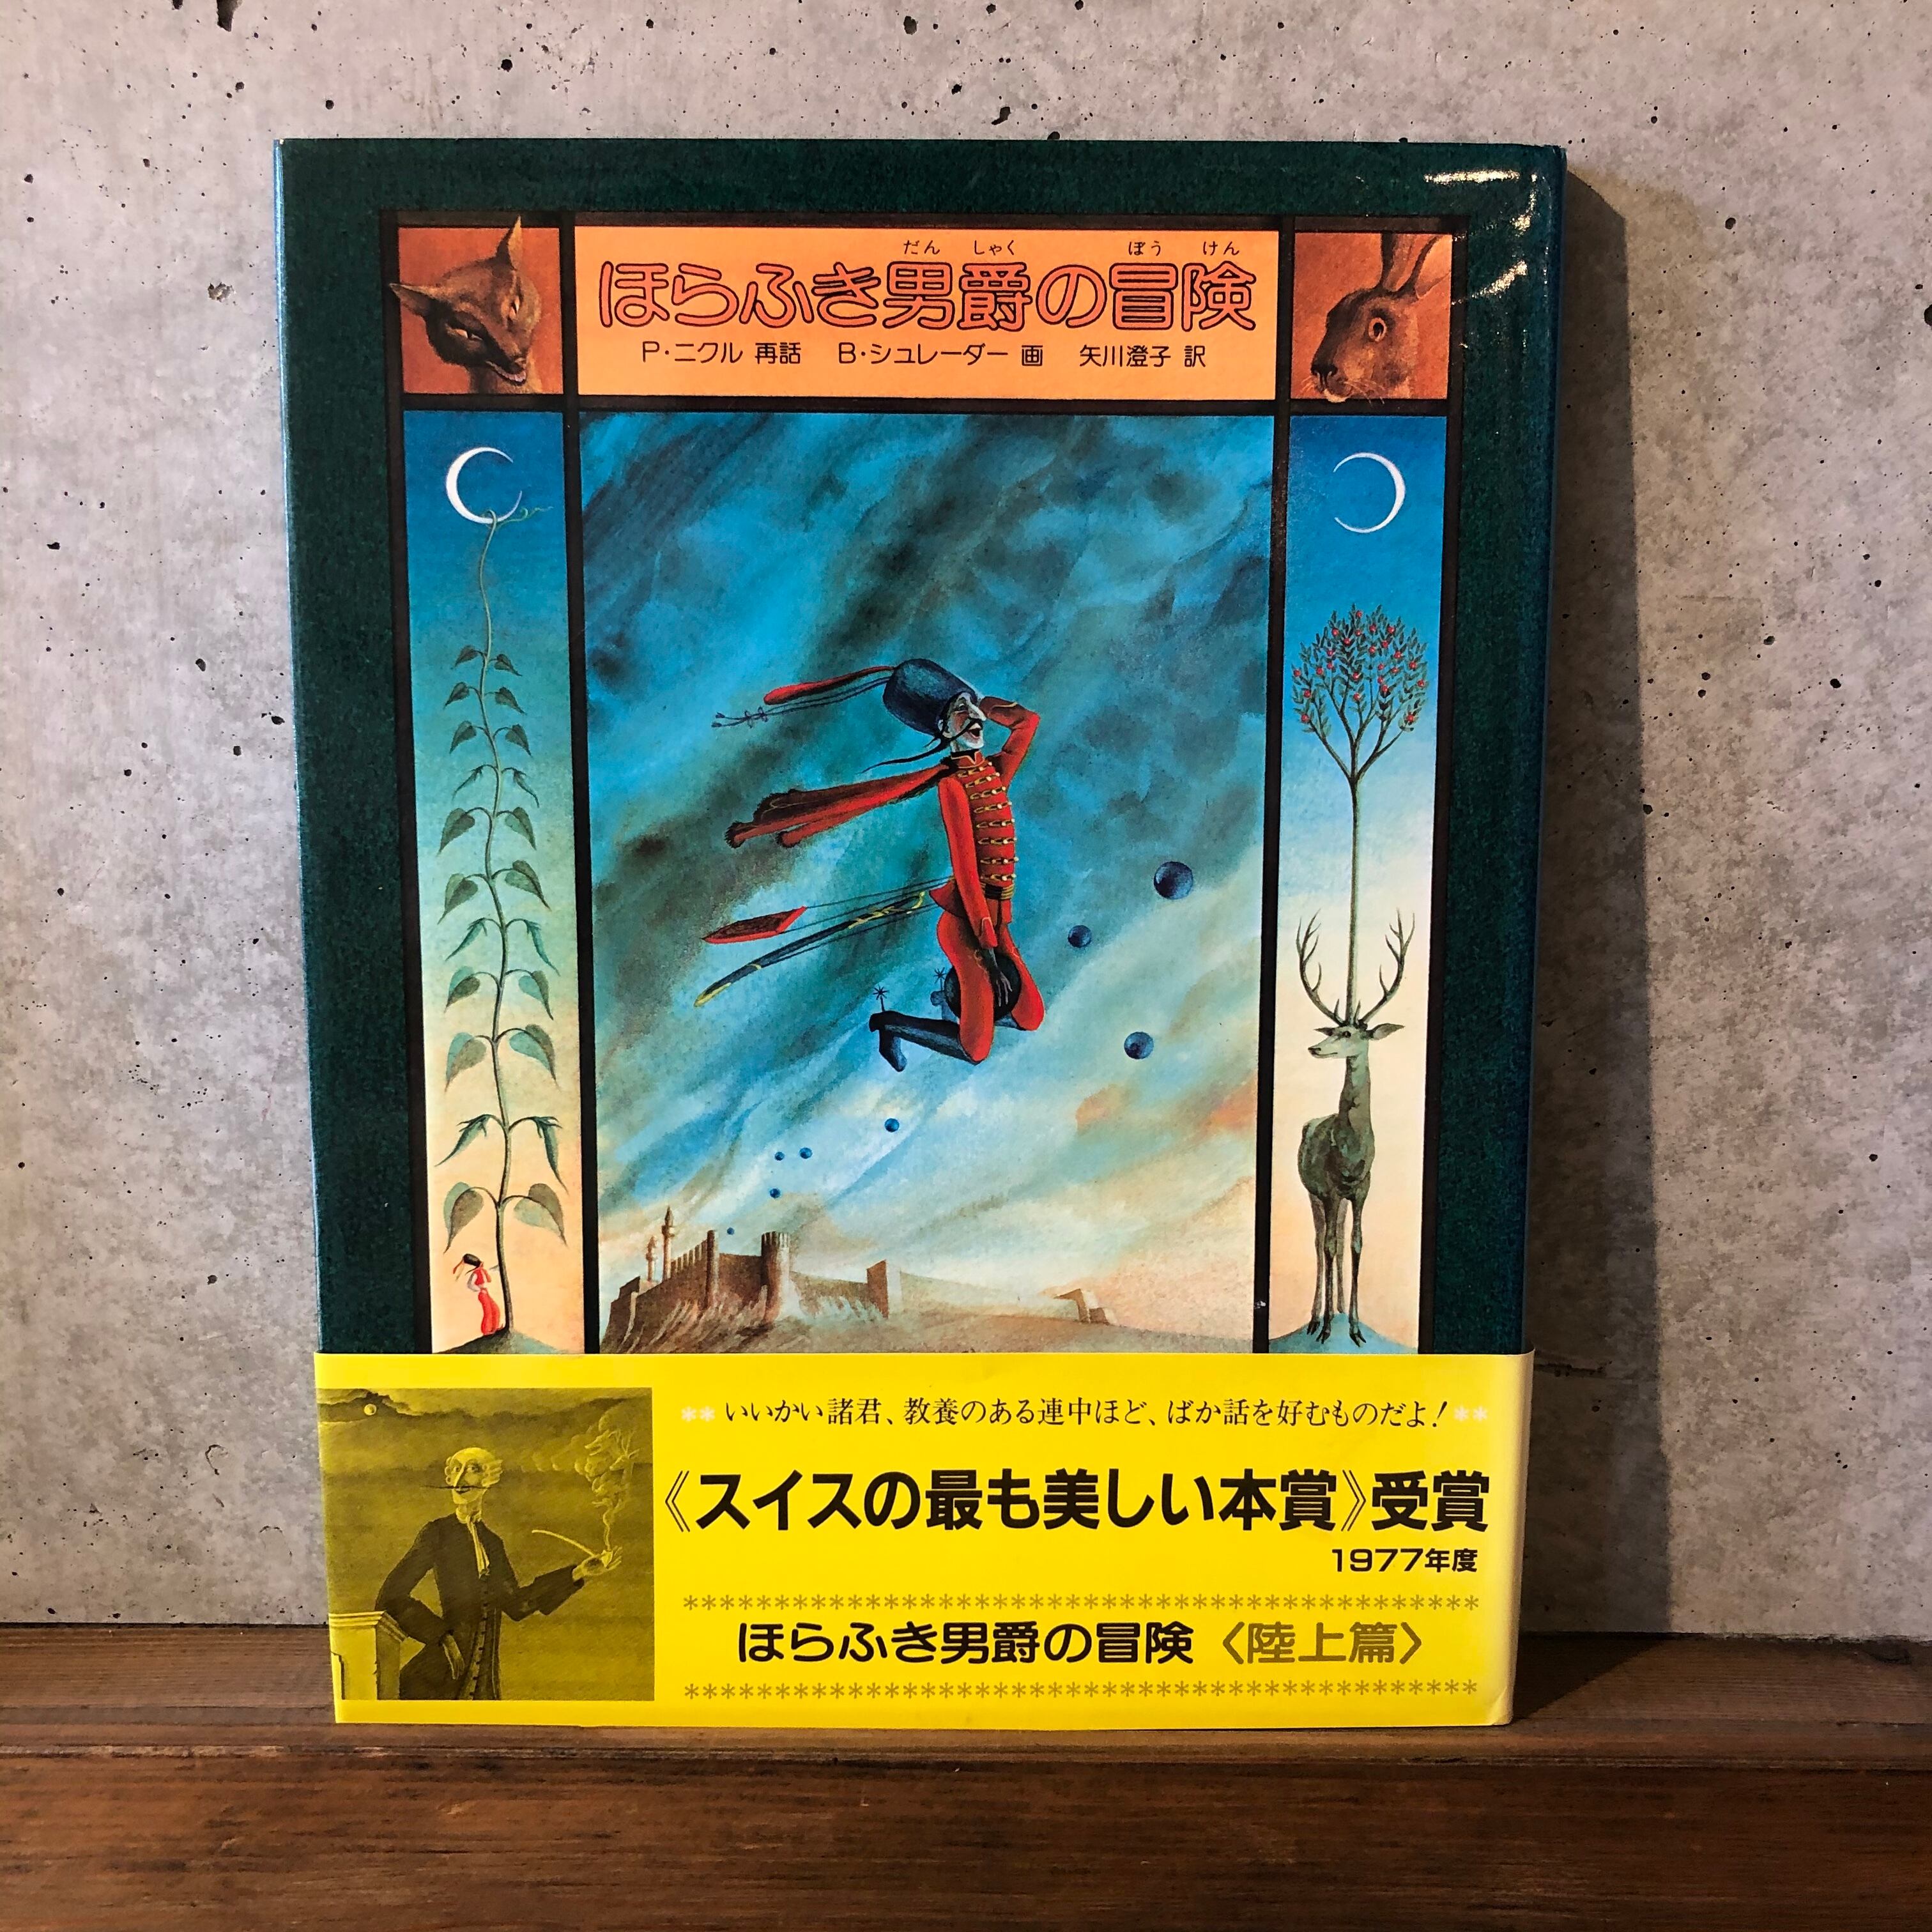 だん しゃく ぼう けん
ほらふき男爵の冒険
P・ニクル 再話 B・シュレーダー 画 矢川澄子 訳
** いいかい諸君、教養のある連中ほど、ばか話を好むものだよ! **
《スイスの最も美しい本賞》受賞
1977年度
ほらふき男爵の冒険〈陸上篇〉